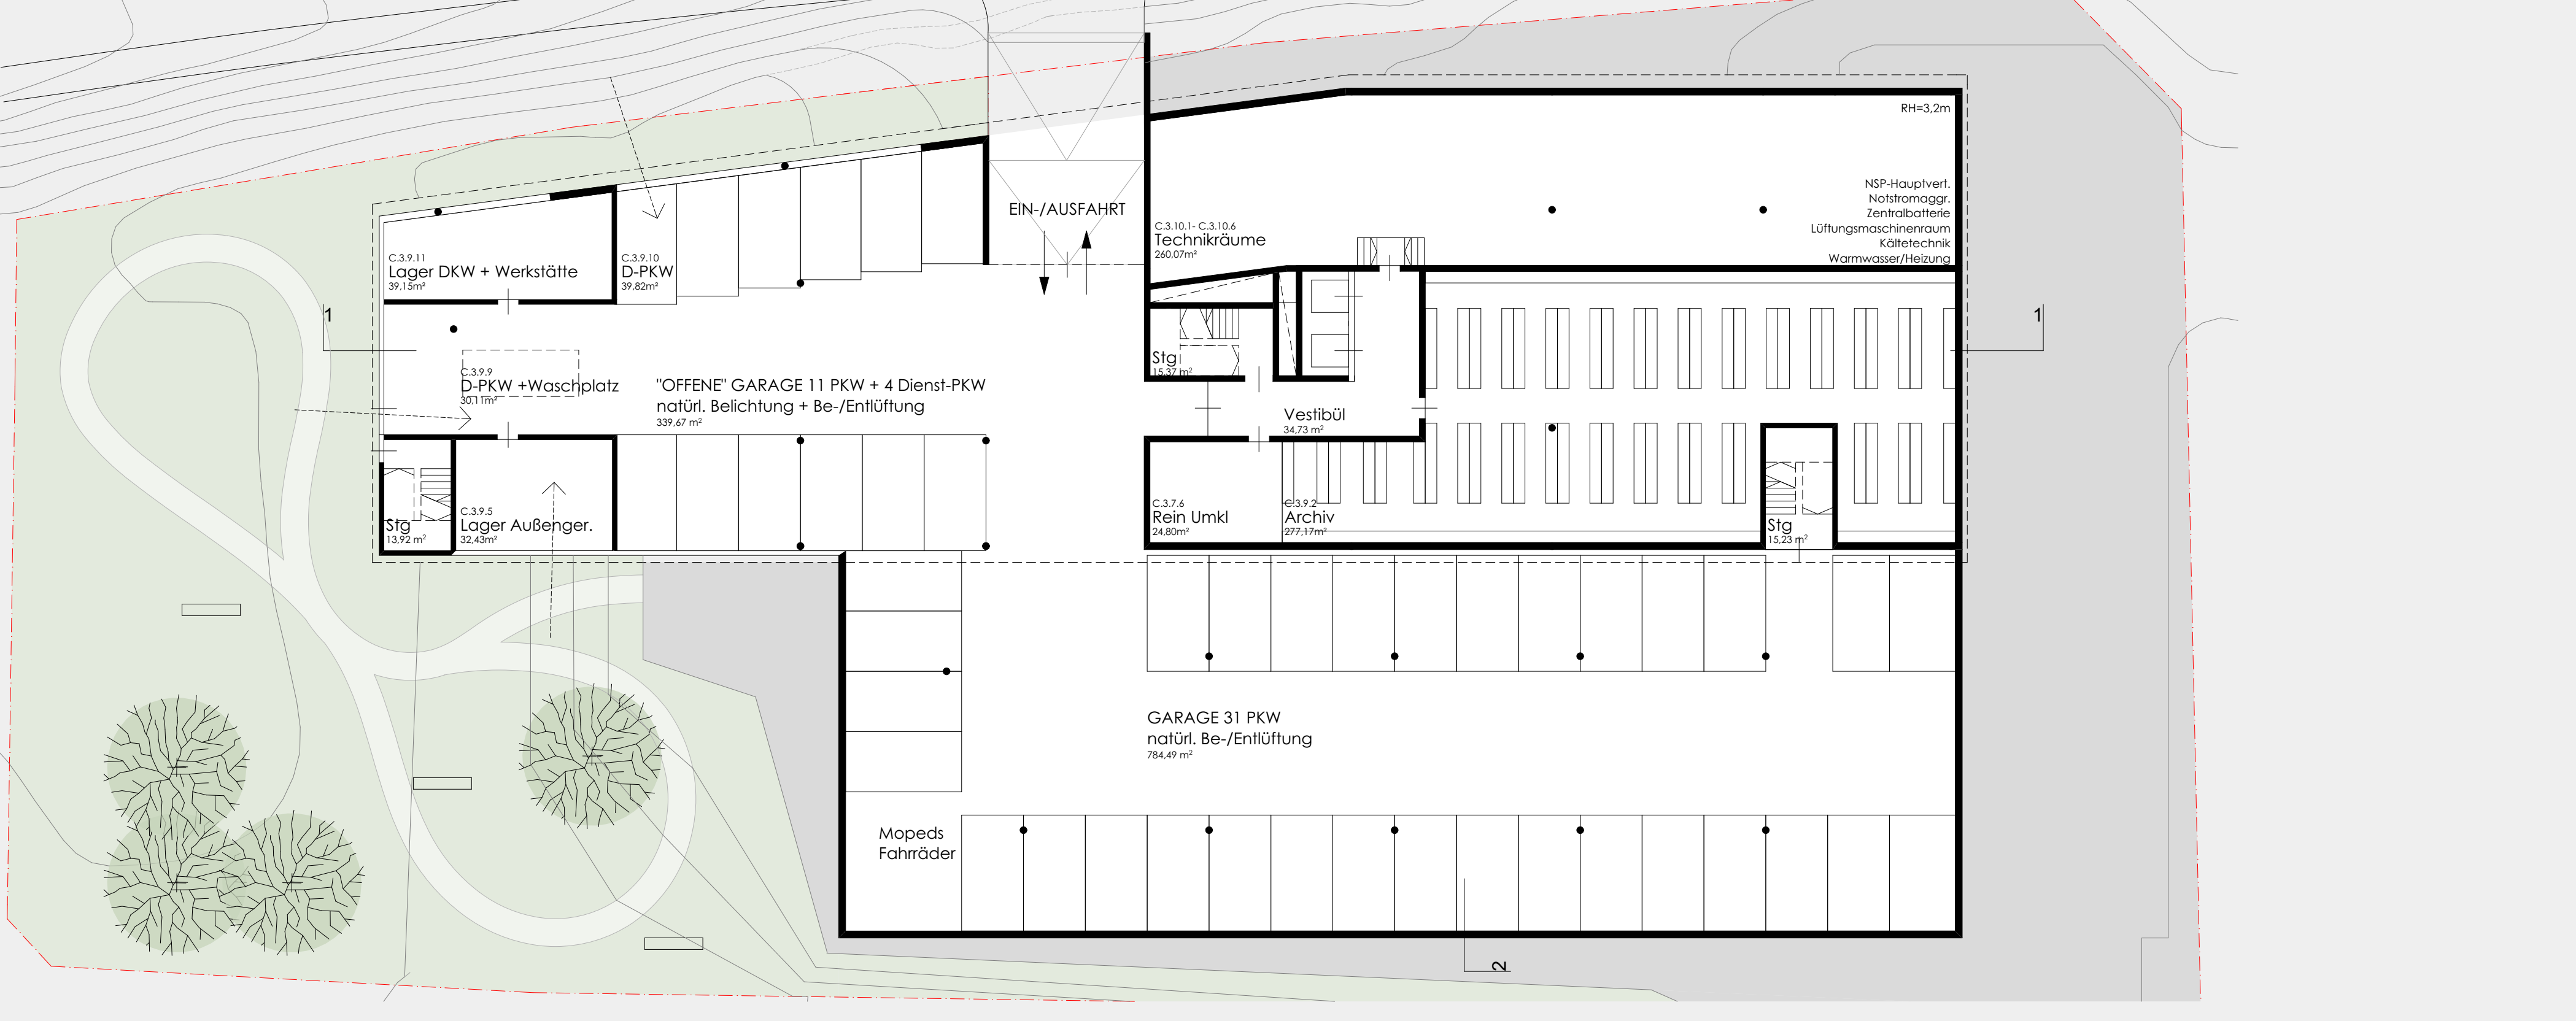 RH=3,2m
NSP-Hauptvert.
Notstromaggr.
Zentralbatterie
Lüftungsmaschinenraum
Kältetechnik
Warmwasser/Heizung
EIN-/AUSFAHRT
C.3.10.1- C.3.10.6
Technikräume
260,07m²
C.3.9.11
Lager DKW + Werkstätte
39,15m²
C.3.9.10
D-PKW
39,82m²
1
1
Stg
15,37 m²
C.3.9.9
D-PKW +Waschplatz
30,11m²
"OFFENE" GARAGE 11 PKW + 4 Dienst-PKW
natürl. Belichtung + Be-/Entlüftung
339,67 m²
Vestibül
34,73 m²
Stg
13,92 m²
C.3.9.5
Lager Außenger.
32,43m²
C.3.7.6
Rein Umkl
24,80m²
C.3.9.2
Archiv
277,17m²
Stg
15,23 m²
GARAGE 31 PKW
natürl. Be-/Entlüftung
784,49 m²
Mopeds
Fahrräder
2